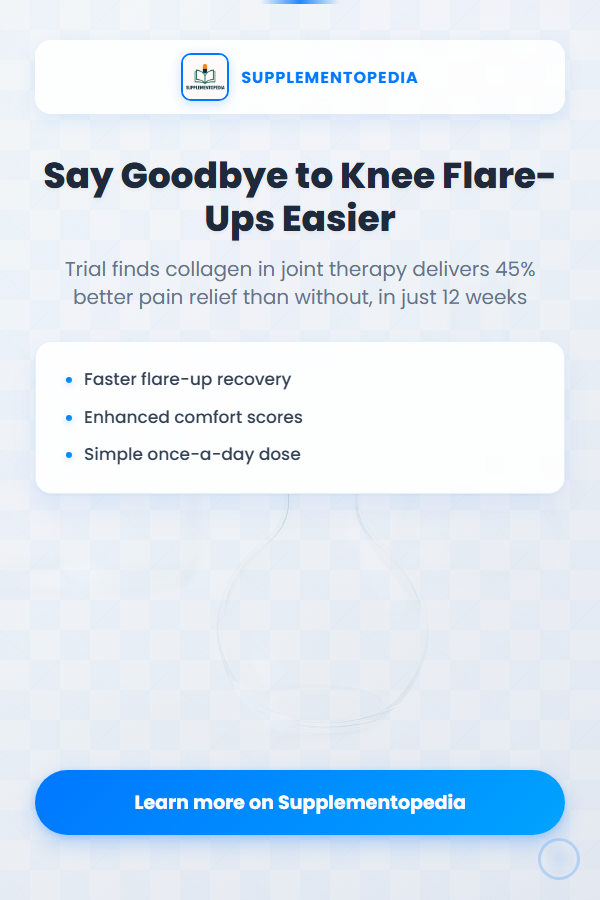 SUPPLEMENTOPEDIA
SUPPLEMENTOPEDIA
Say Goodbye to Knee Flare-
Ups Easier
Trial finds collagen in joint therapy delivers 45%
better pain relief than without, in just 12 weeks
Faster flare-up recovery
Enhanced comfort scores
Simple once-a-day dose
Learn more on Supplementopedia